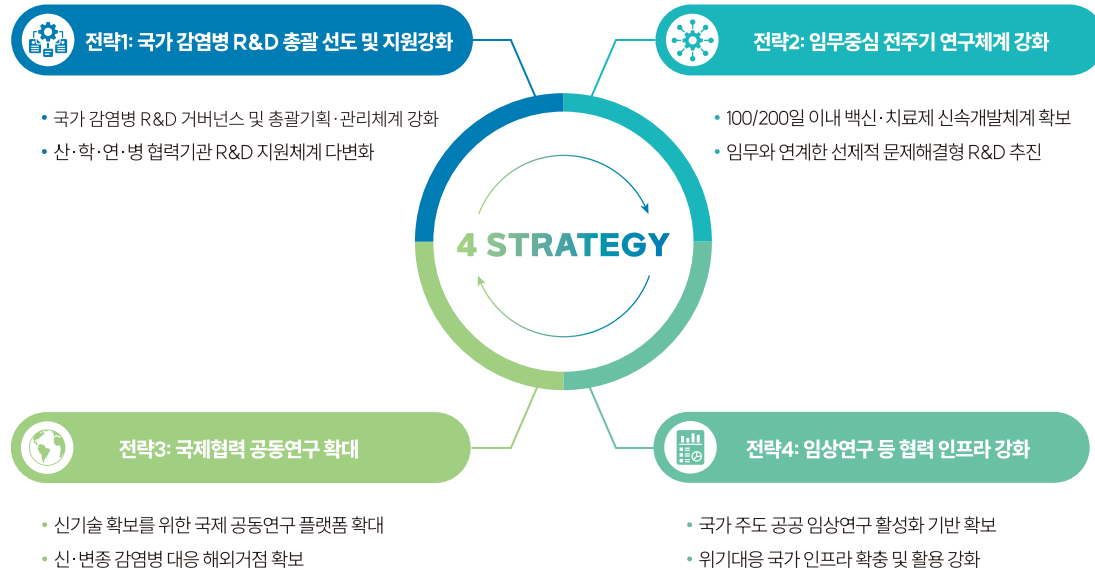 전략1: 국가 감염병 R&D 총괄 선도 및 지원강화
• 국가 감염병 R&D 거버넌스 및 총괄기획·관리체계 강화
• 산·학·연·병 협력기관 R&D 지원체계 다변화
전략2: 임무중심 전주기 연구체계 강화
• 100/200일 이내 백신·치료제 신속개발체계 확보
• 임무와 연계한 선제적 문제해결형 R&D 추진
4 STRATEGY
전략3: 국제협력 공동연구 확대
• 신기술 확보를 위한 국제 공동연구 플랫폼 확대
• 신·변종 감염병 대응 해외거점 확보
전략4: 임상연구 등 협력 인프라 강화
• 국가 주도 공공 임상연구 활성화 기반 확보
• 위기대응 국가 인프라 확충 및 활용 강화